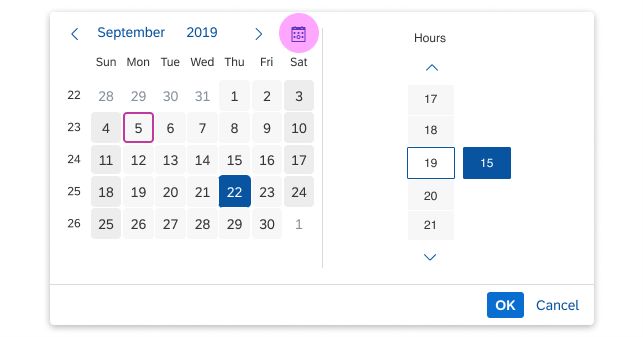 September 2019
Sun Mon Tue Wed Thu Fri Sat
22 28 29 30 31 1 2 3
23 4 5 6 7 8 9 10
24 11 12 13 14 15 16 17
25 18 19 20 21 22 23 24
26 25 26 27 28 29 30 1
Hours
17
18
19 15
20
21
OK Cancel